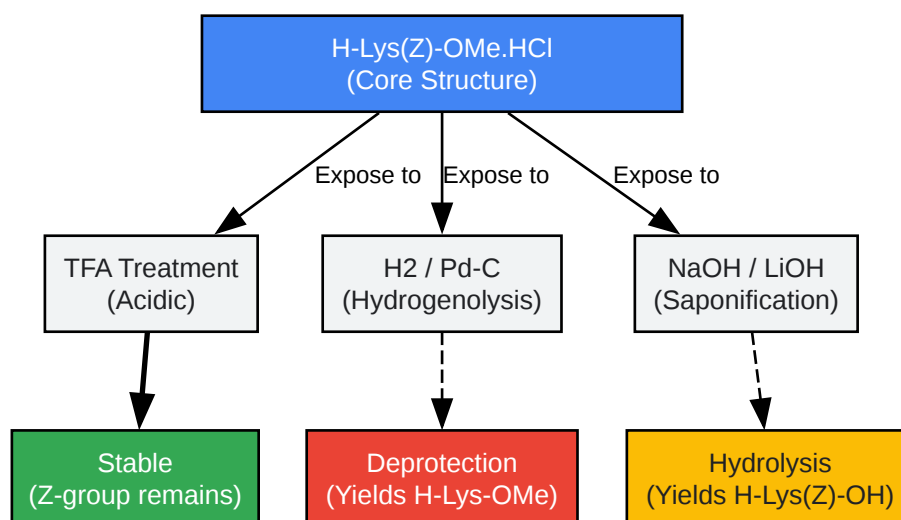 H-Lys(Z)-OMe.HCl
(Core Structure)
Expose to
Expose to
Expose to
TFA Treatment
(Acidic)
H2 / Pd-C
(Hydrogenolysis)
NaOH / LiOH
(Saponification)
Stable
(Z-group remains)
Deprotection
(Yields H-Lys-OMe)
Hydrolysis
(Yields H-Lys(Z)-OH)